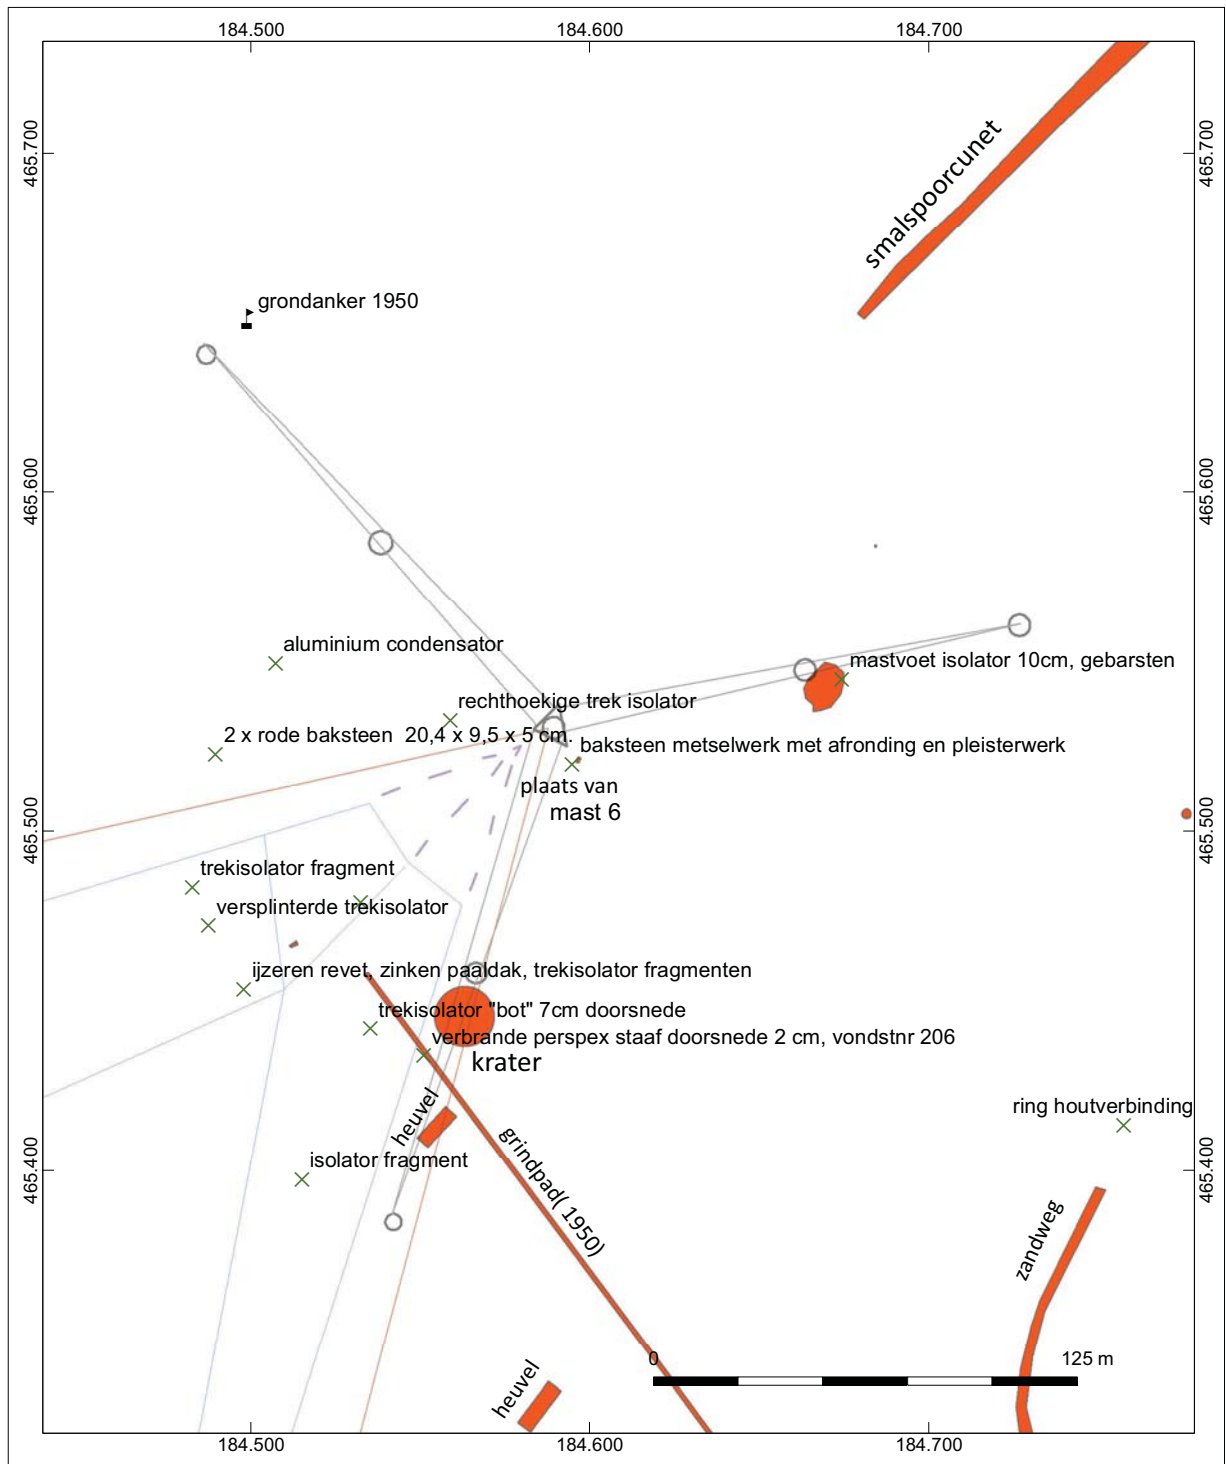 184.500
184.600
184.700
465.700
465.700
smalspoorcunet
grondanker 1950
465.600
465.600
aluminium condensator
mastvoet isolator 10cm, gebarsten
rechthoekige trek isolator
2 x rode baksteen 20,4 x 9,5 x 5 cm.
baksteen metselwerk met afronding en pleisterwerk
plaats van
mast 6
465.500
465.500
trekisolator fragment
versplinterde trekisolator
ijzeren revet, zinken paaldak, trekisolator fragmenten
trekisolator "bot" 7cm doorsnede
verbrande perspex staaf doorsnede 2 cm, vondstnr 206
krater
heuvel
ring houtverbinding
grindpad( 1950)
isolator fragment
465.400
465.400
zandweg
0
125 m
heuvel
184.500
184.600
184.700